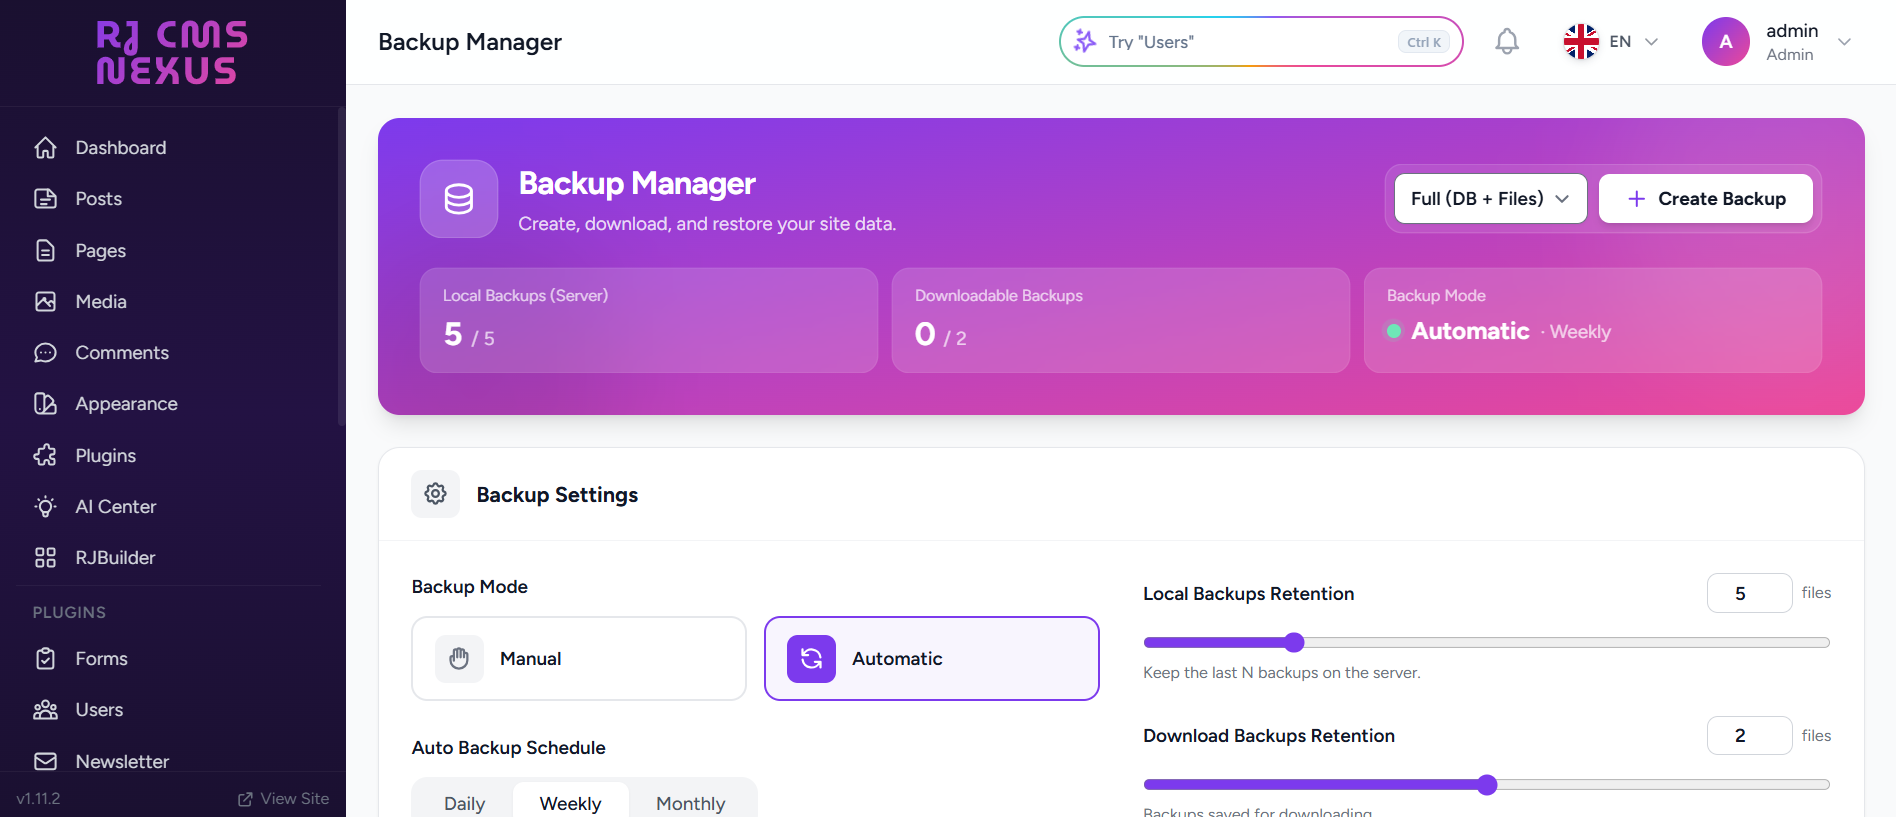 RJ CMS
NEXUS
Dashboard
Posts
Pages
Media
Comments
Appearance
Plugins
AI Center
RJBuilder
PLUGINS
Forms
Users
Newsletter
v1.11.2
View Site
Backup Manager
Try "Users"
Ctrl K
EN
A
admin
Admin
Backup Manager
Create, download, and restore your site data.
Full (DB + Files)
Create Backup
Local Backups (Server)
5 / 5
Downloadable Backups
0 / 2
Backup Mode
Automatic · Weekly
Backup Settings
Backup Mode
Manual
Automatic
Auto Backup Schedule
Daily
Weekly
Monthly
Local Backups Retention
5
files
Keep the last N backups on the server.
Download Backups Retention
2
files
Backups saved for downloading.